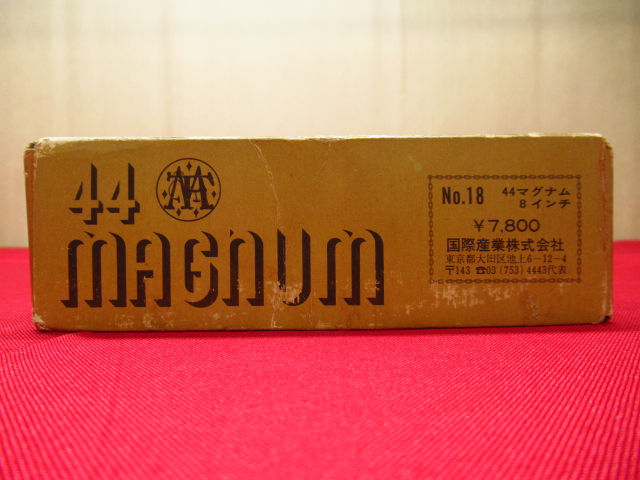 44
MAGNUM
No.18 44マグナム
8インチ
￥7,800
国際産業株式会社
東京都大田区池上6-12-4
〒143 ☎03(753)4443代表